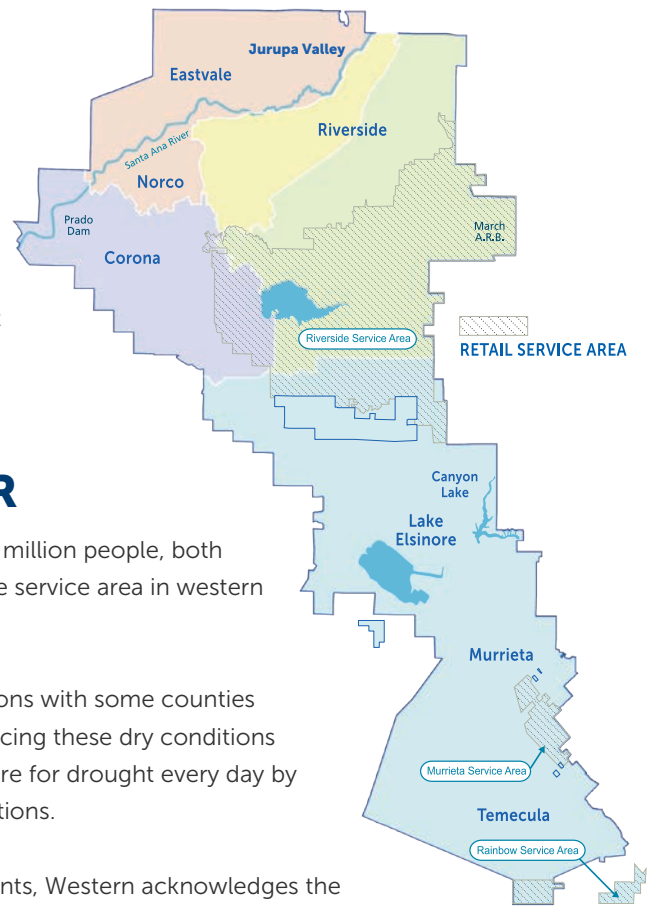 Jurupa Valley
Eastvale
Riverside
Santa Ana River
Norco
Prado
Dam
March
A.R.B.
Corona
Riverside Service Area
RETAIL SERVICE AREA
Canyon
Lake
Lake
Elsinore
R
million people, both
e service area in western
Murrieta
ons with some counties
cing these dry conditions
re for drought every day by
tions.
Murrieta Service Area
Temecula
Rainbow Service Area
nts, Western acknowledges the